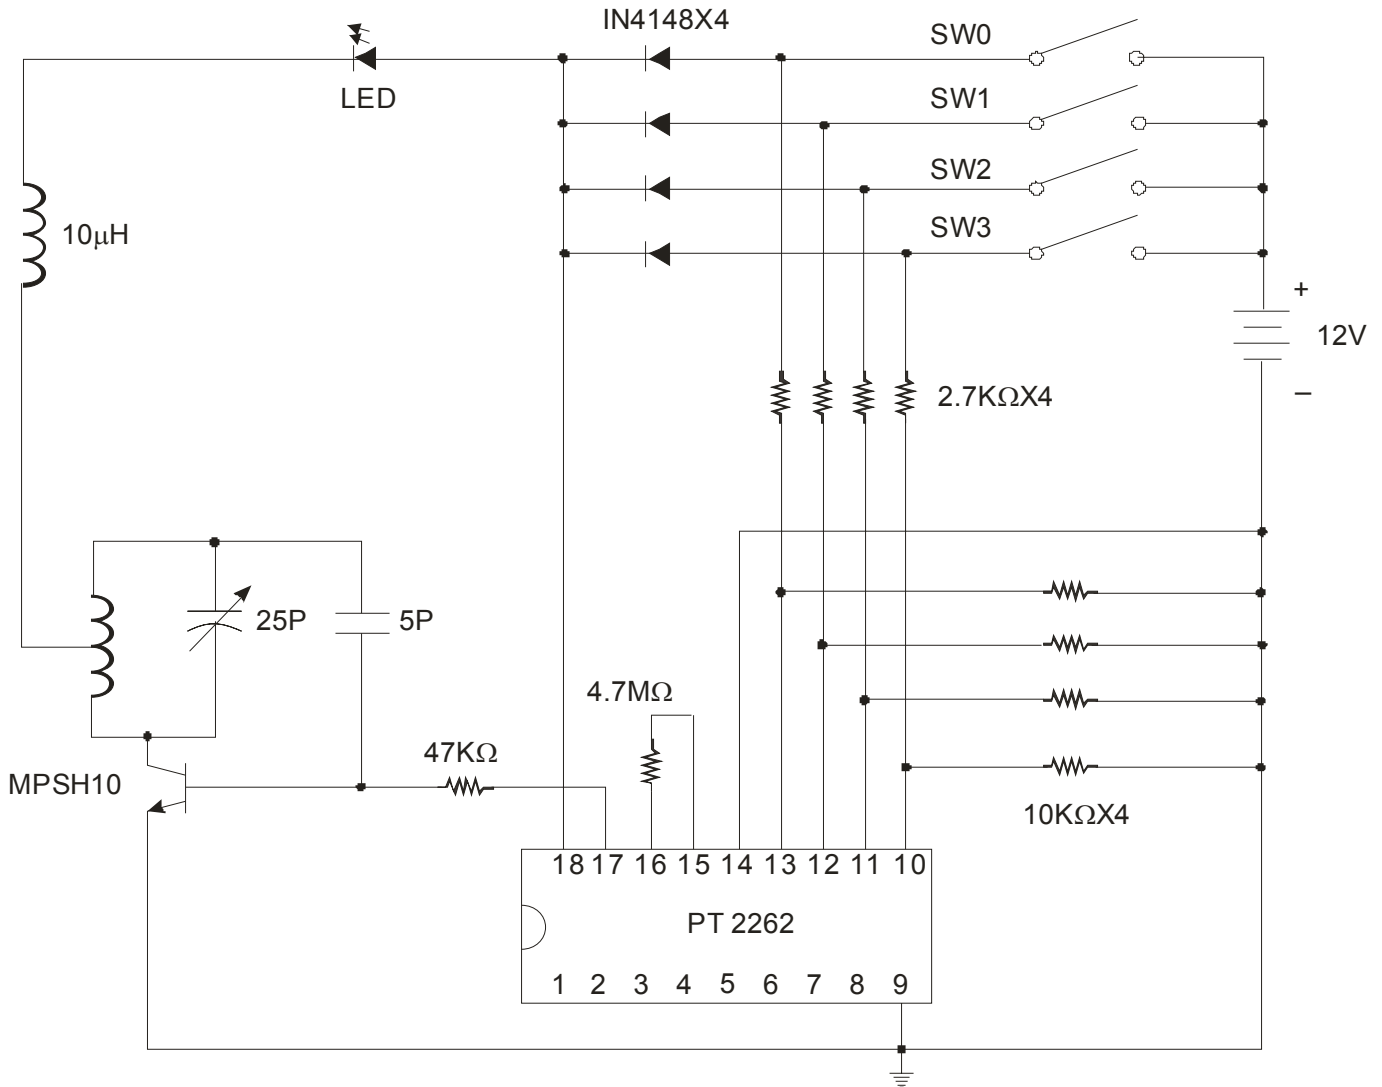 IN4148X4
SW0
LED
SW1
SW2
10μH
SW3
+
12V
2.7KΩX4
−
25P
5P
4.7MΩ
47KΩ
MPSH10
10KΩX4
18 17 16 15 14 13 12 11 10
PT 2262
1 2 3 4 5 6 7 8 9